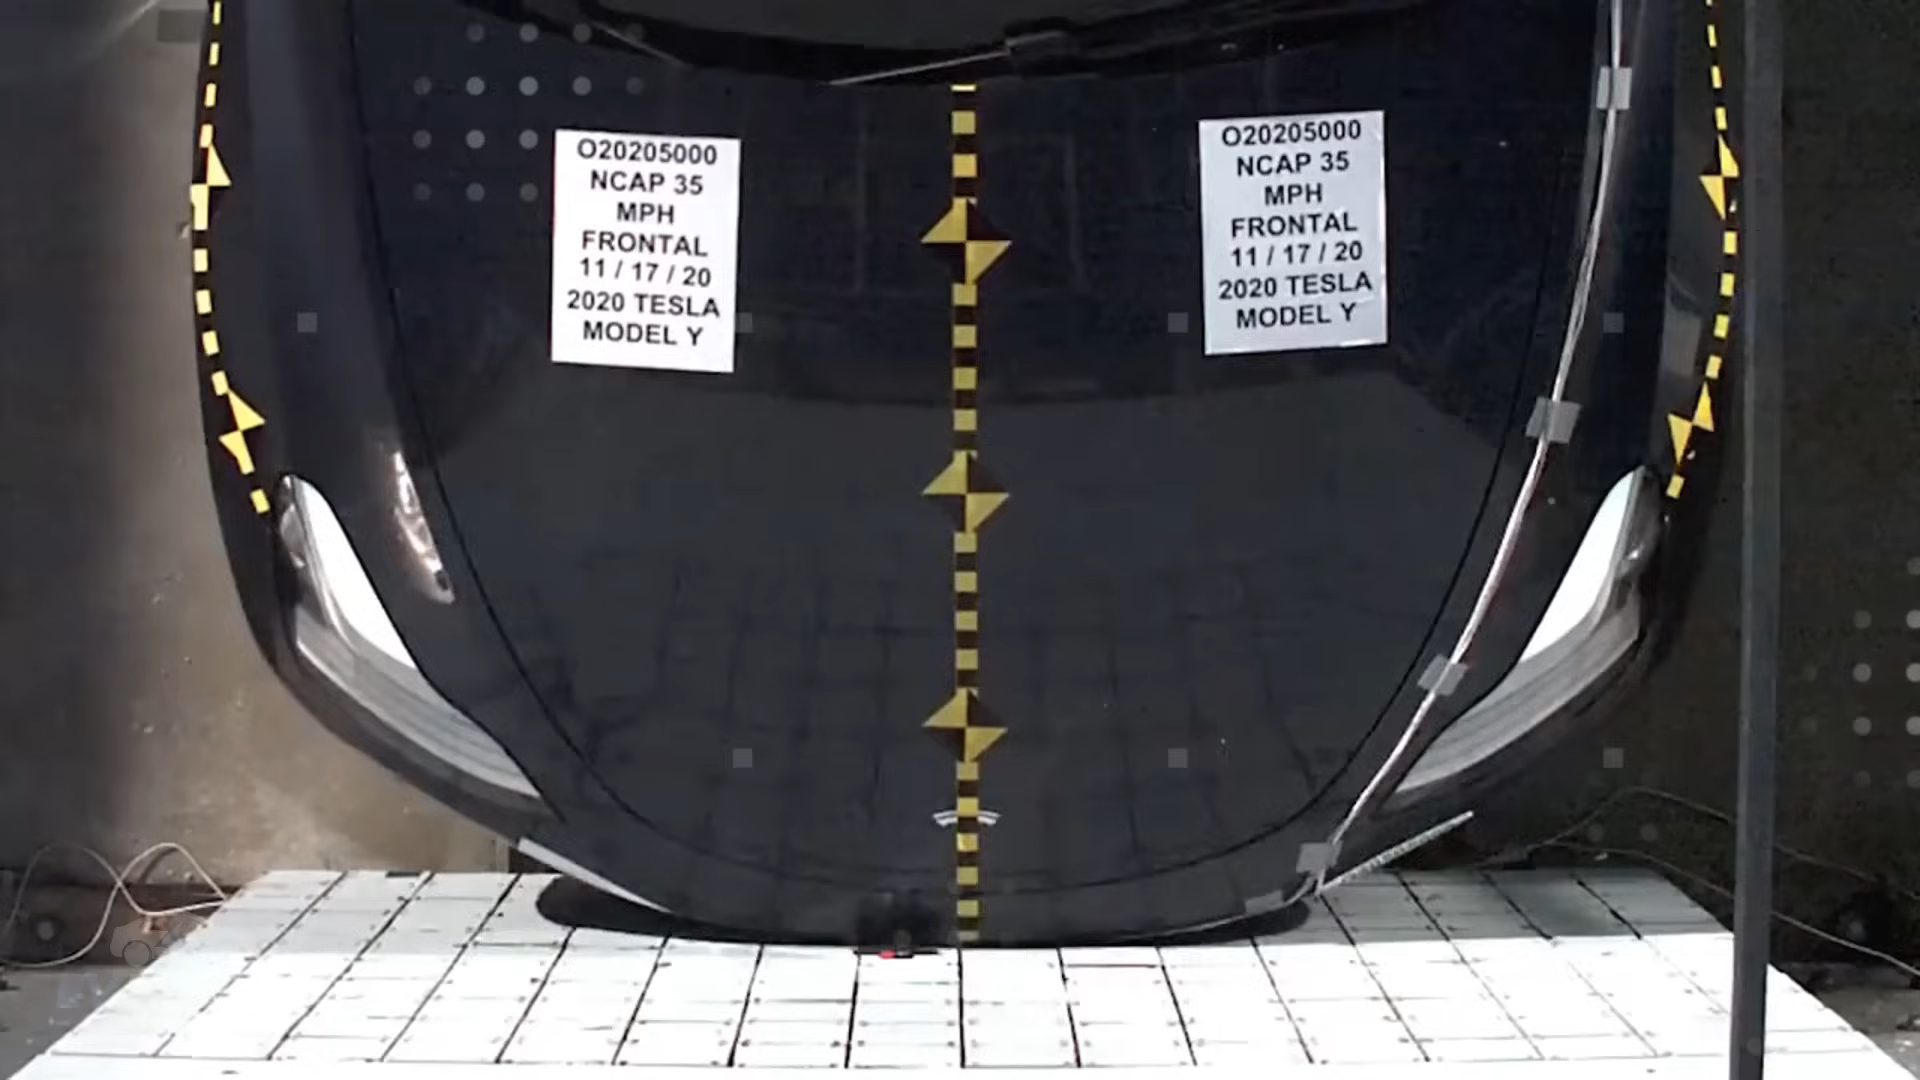 O20205000
NCAP 35
MPH
FRONTAL
11 / 17 / 20
2020 TESLA
MODEL Y
O20205000
NCAP 35
MPH
FRONTAL
11 / 17 / 20
2020 TESLA
MODEL Y